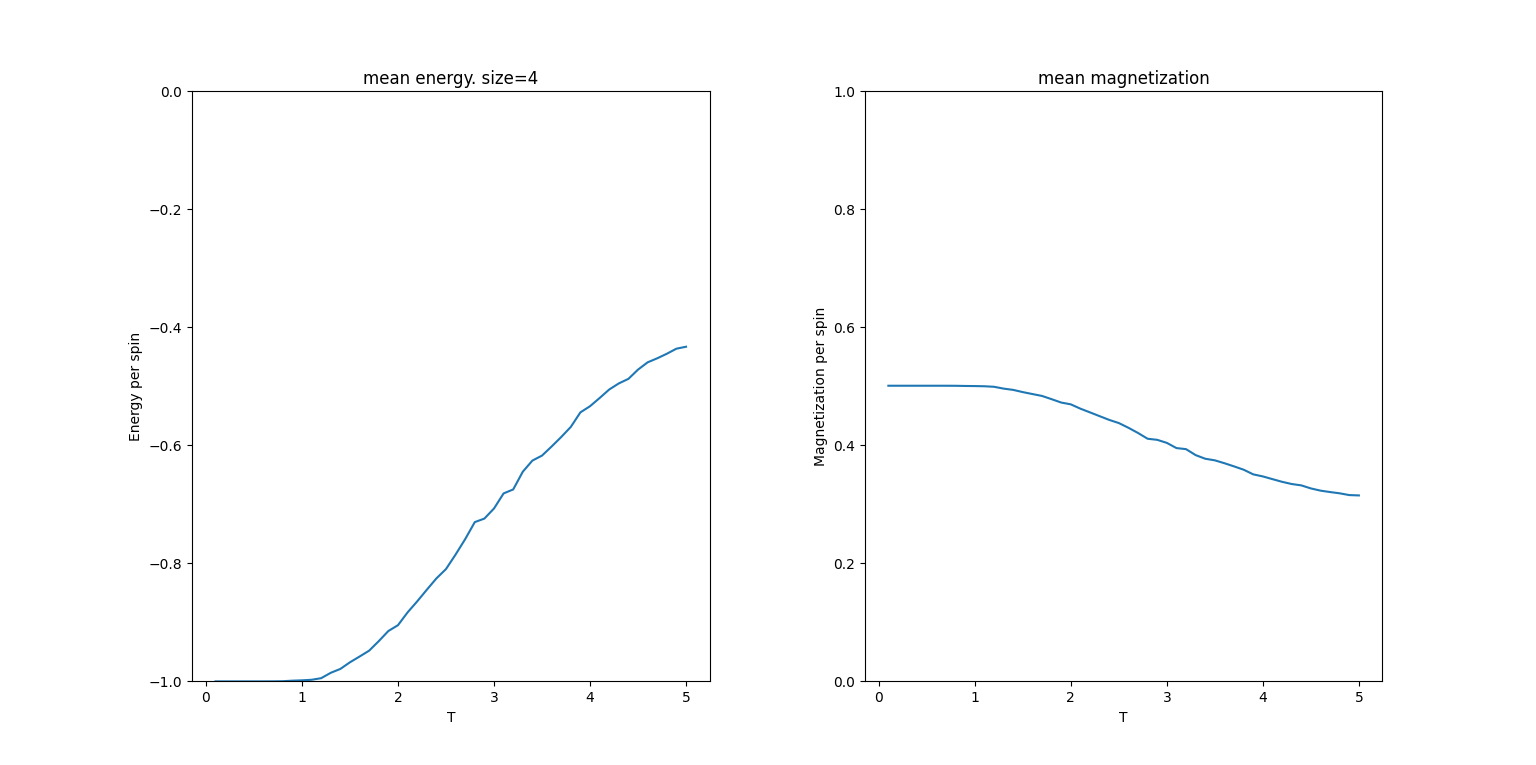 mean energy. size=4
Energy per spin
0.0
−0.2
−0.4
−0.6
−0.8
−1.0
0 1 2 3 4 5
T
mean magnetization
Magnetization per spin
1.0
0.8
0.6
0.4
0.2
0.0
0 1 2 3 4 5
T